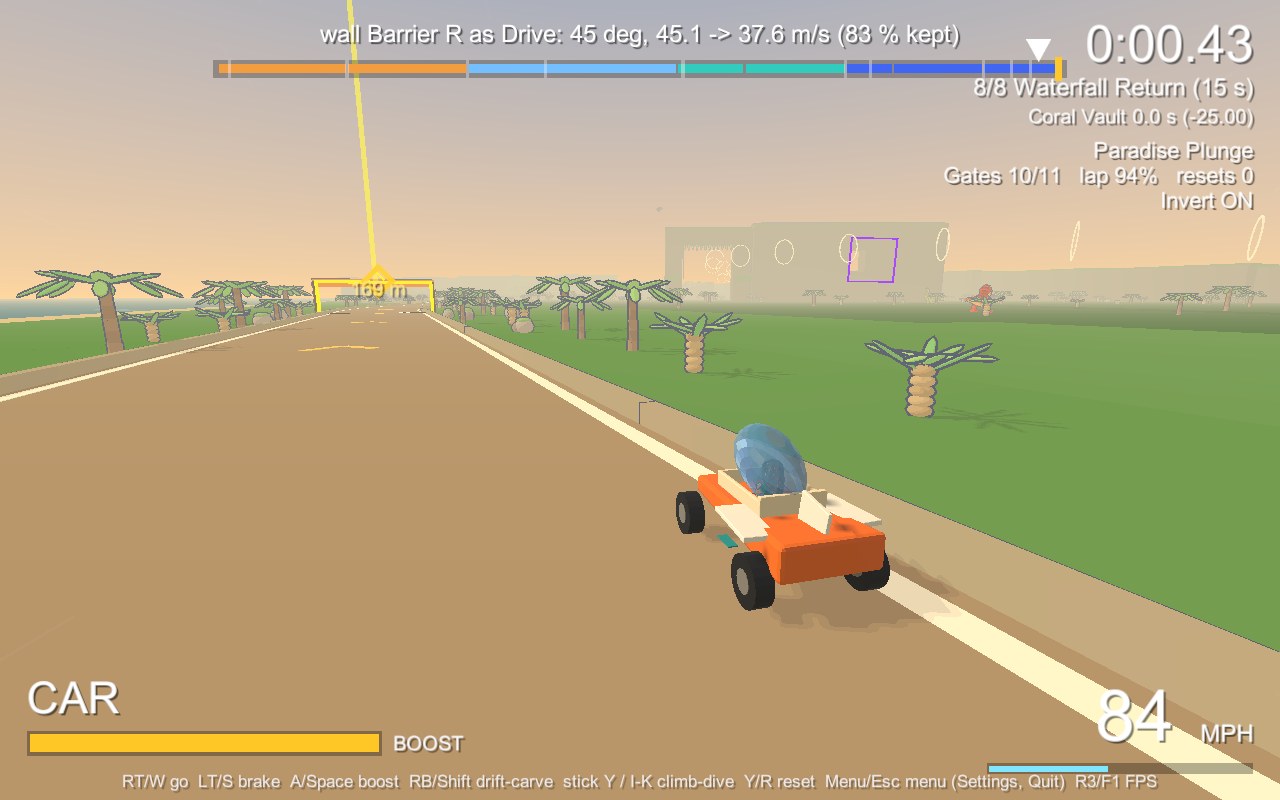 wall Barrier R as Drive: 45 deg, 45.1 -> 37.6 m/s (83 % kept)
0:00.43
8/8 Waterfall Return (15 s)
Coral Vault 0.0 s (-25.00)
Paradise Plunge
Gates 10/11 lap 94% resets 0
Invert ON
169 m
CAR
BOOST
84 MPH
RT/W go LT/S brake A/Space boost RB/Shift drift-carve stick Y / I-K climb-dive Y/R reset Menu/Esc menu (Settings, Quit) R3/F1 FPS